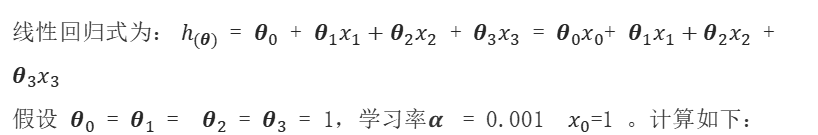 线性回归式为： h₍𝜽₎ = 𝜽₀ + 𝜽₁x₁ + 𝜽₂x₂ + 𝜽₃x₃ = 𝜽₀x₀+ 𝜽₁x₁ + 𝜽₂x₂ +
𝜽₃x₃
假设 𝜽₀ = 𝜽₁ = 𝜽₂ = 𝜽₃ = 1，学习率𝜶 = 0.001 x₀=1 。计算如下：